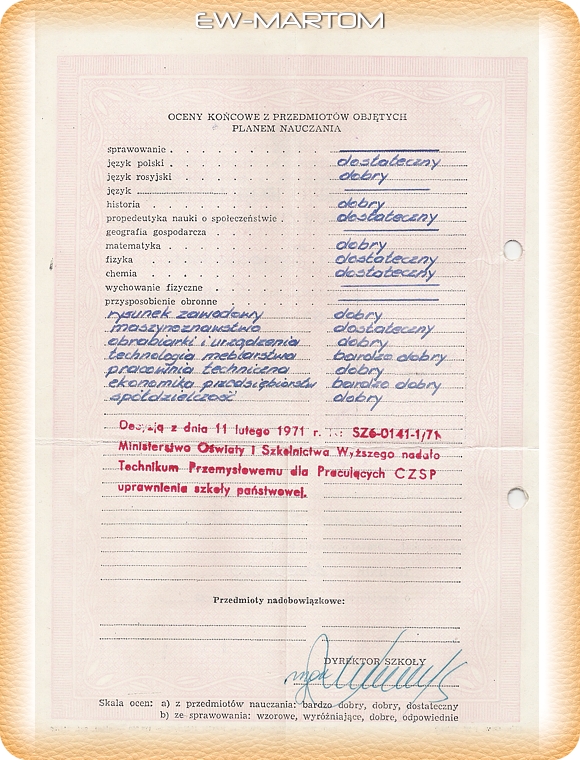 EW-MARTOM
OCENY KOŃCOWE Z PRZEDMIOTÓW OBJĘTYCH
PLANEM NAUCZANIA
sprawowanie
język polski dostateczny
język rosyjski dobry
język
historia dobry
propedeutyka nauki o społeczeństwie dostateczny
geografia gospodarcza
matematyka dobry
fizyka dostateczny
chemia dostateczny
wychowanie fizyczne
przysposobienie obronne
rysunek zawodowy dobry
maszynoznawstwo dostateczny
obrabiarki i urządzenia dobry
technologia meblarstwa bardzo dobry
pracownia techniczna dobry
ekonomika przedsiębiorstw bardzo dobry
spółdzielczość dobry
Decyzją z dnia 11 lutego 1971 r. SZ6-0141-1/71
Ministerstwo Oświaty i Szkolnictwa Wyższego nadało
Technikum Przemysłowemu dla Pracujących CZSP
uprawnienia szkoły państwowej.
Przedmioty nadobowiązkowe:
DYREKTOR SZKOŁY
mgr
Skala ocen: a) z przedmiotów nauczania: bardzo dobry, dobry, dostateczny
b) ze sprawowania: wzorowe, wyróżniające, dobre, odpowiednie